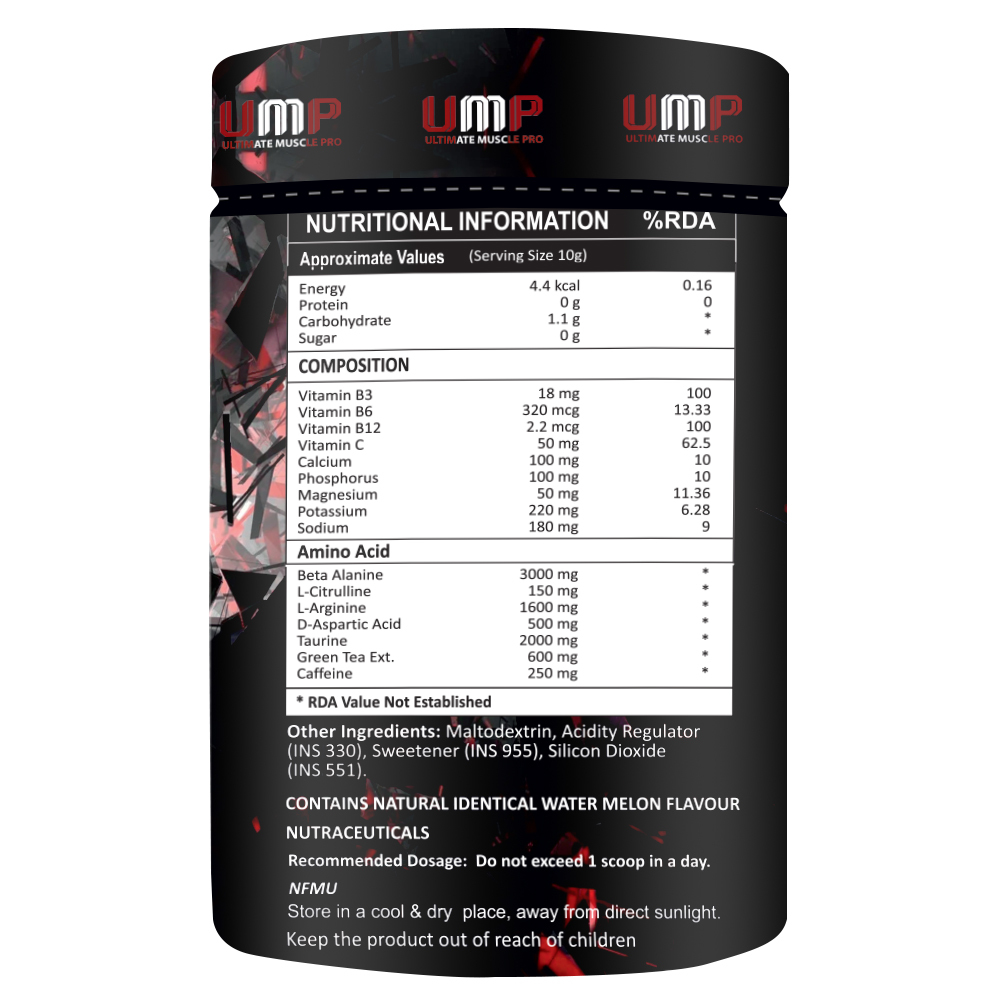 UMP UMP UMP
ULTIMATE MUSCLE PRO ULTIMATE MUSCLE PRO ULTIMATE MUSCLE PRO
NUTRITIONAL INFORMATION %RDA
Approximate Values (Serving Size 10g)
Energy 4.4 kcal 0.16
Protein 0 g 0
Carbohydrate 1.1 g *
Sugar 0 g *
COMPOSITION
Vitamin B3 18 mg 100
Vitamin B6 320 mcg 13.33
Vitamin B12 2.2 mcg 100
Vitamin C 50 mg 62.5
Calcium 100 mg 10
Phosphorus 100 mg 10
Magnesium 50 mg 11.36
Potassium 220 mg 6.28
Sodium 180 mg 9
Amino Acid
Beta Alanine 3000 mg *
L-Citrulline 150 mg *
L-Arginine 1600 mg *
D-Aspartic Acid 500 mg *
Taurine 2000 mg *
Green Tea Ext. 600 mg *
Caffeine 250 mg *
* RDA Value Not Established
Other Ingredients: Maltodextrin, Acidity Regulator
(INS 330), Sweetener (INS 955), Silicon Dioxide
(INS 551).
CONTAINS NATURAL IDENTICAL WATER MELON FLAVOUR
NUTRACEUTICALS
Recommended Dosage: Do not exceed 1 scoop in a day.
NFMU
Store in a cool & dry place, away from direct sunlight.
Keep the product out of reach of children